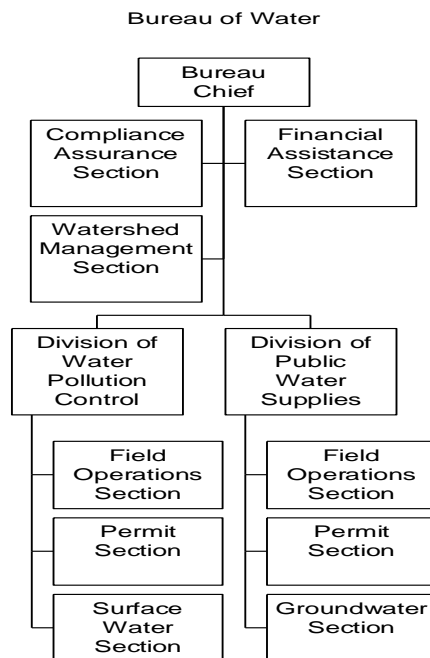 Bureau of Water
Bureau
Chief
Compliance
Assurance
Section
Financial
Assistance
Section
Watershed
Management
Section
Division of
Water
Pollution
Control
Division of
Public
Water
Supplies
Field
Operations
Section
Field
Operations
Section
Permit
Section
Permit
Section
Surface
Water
Section
Groundwater
Section